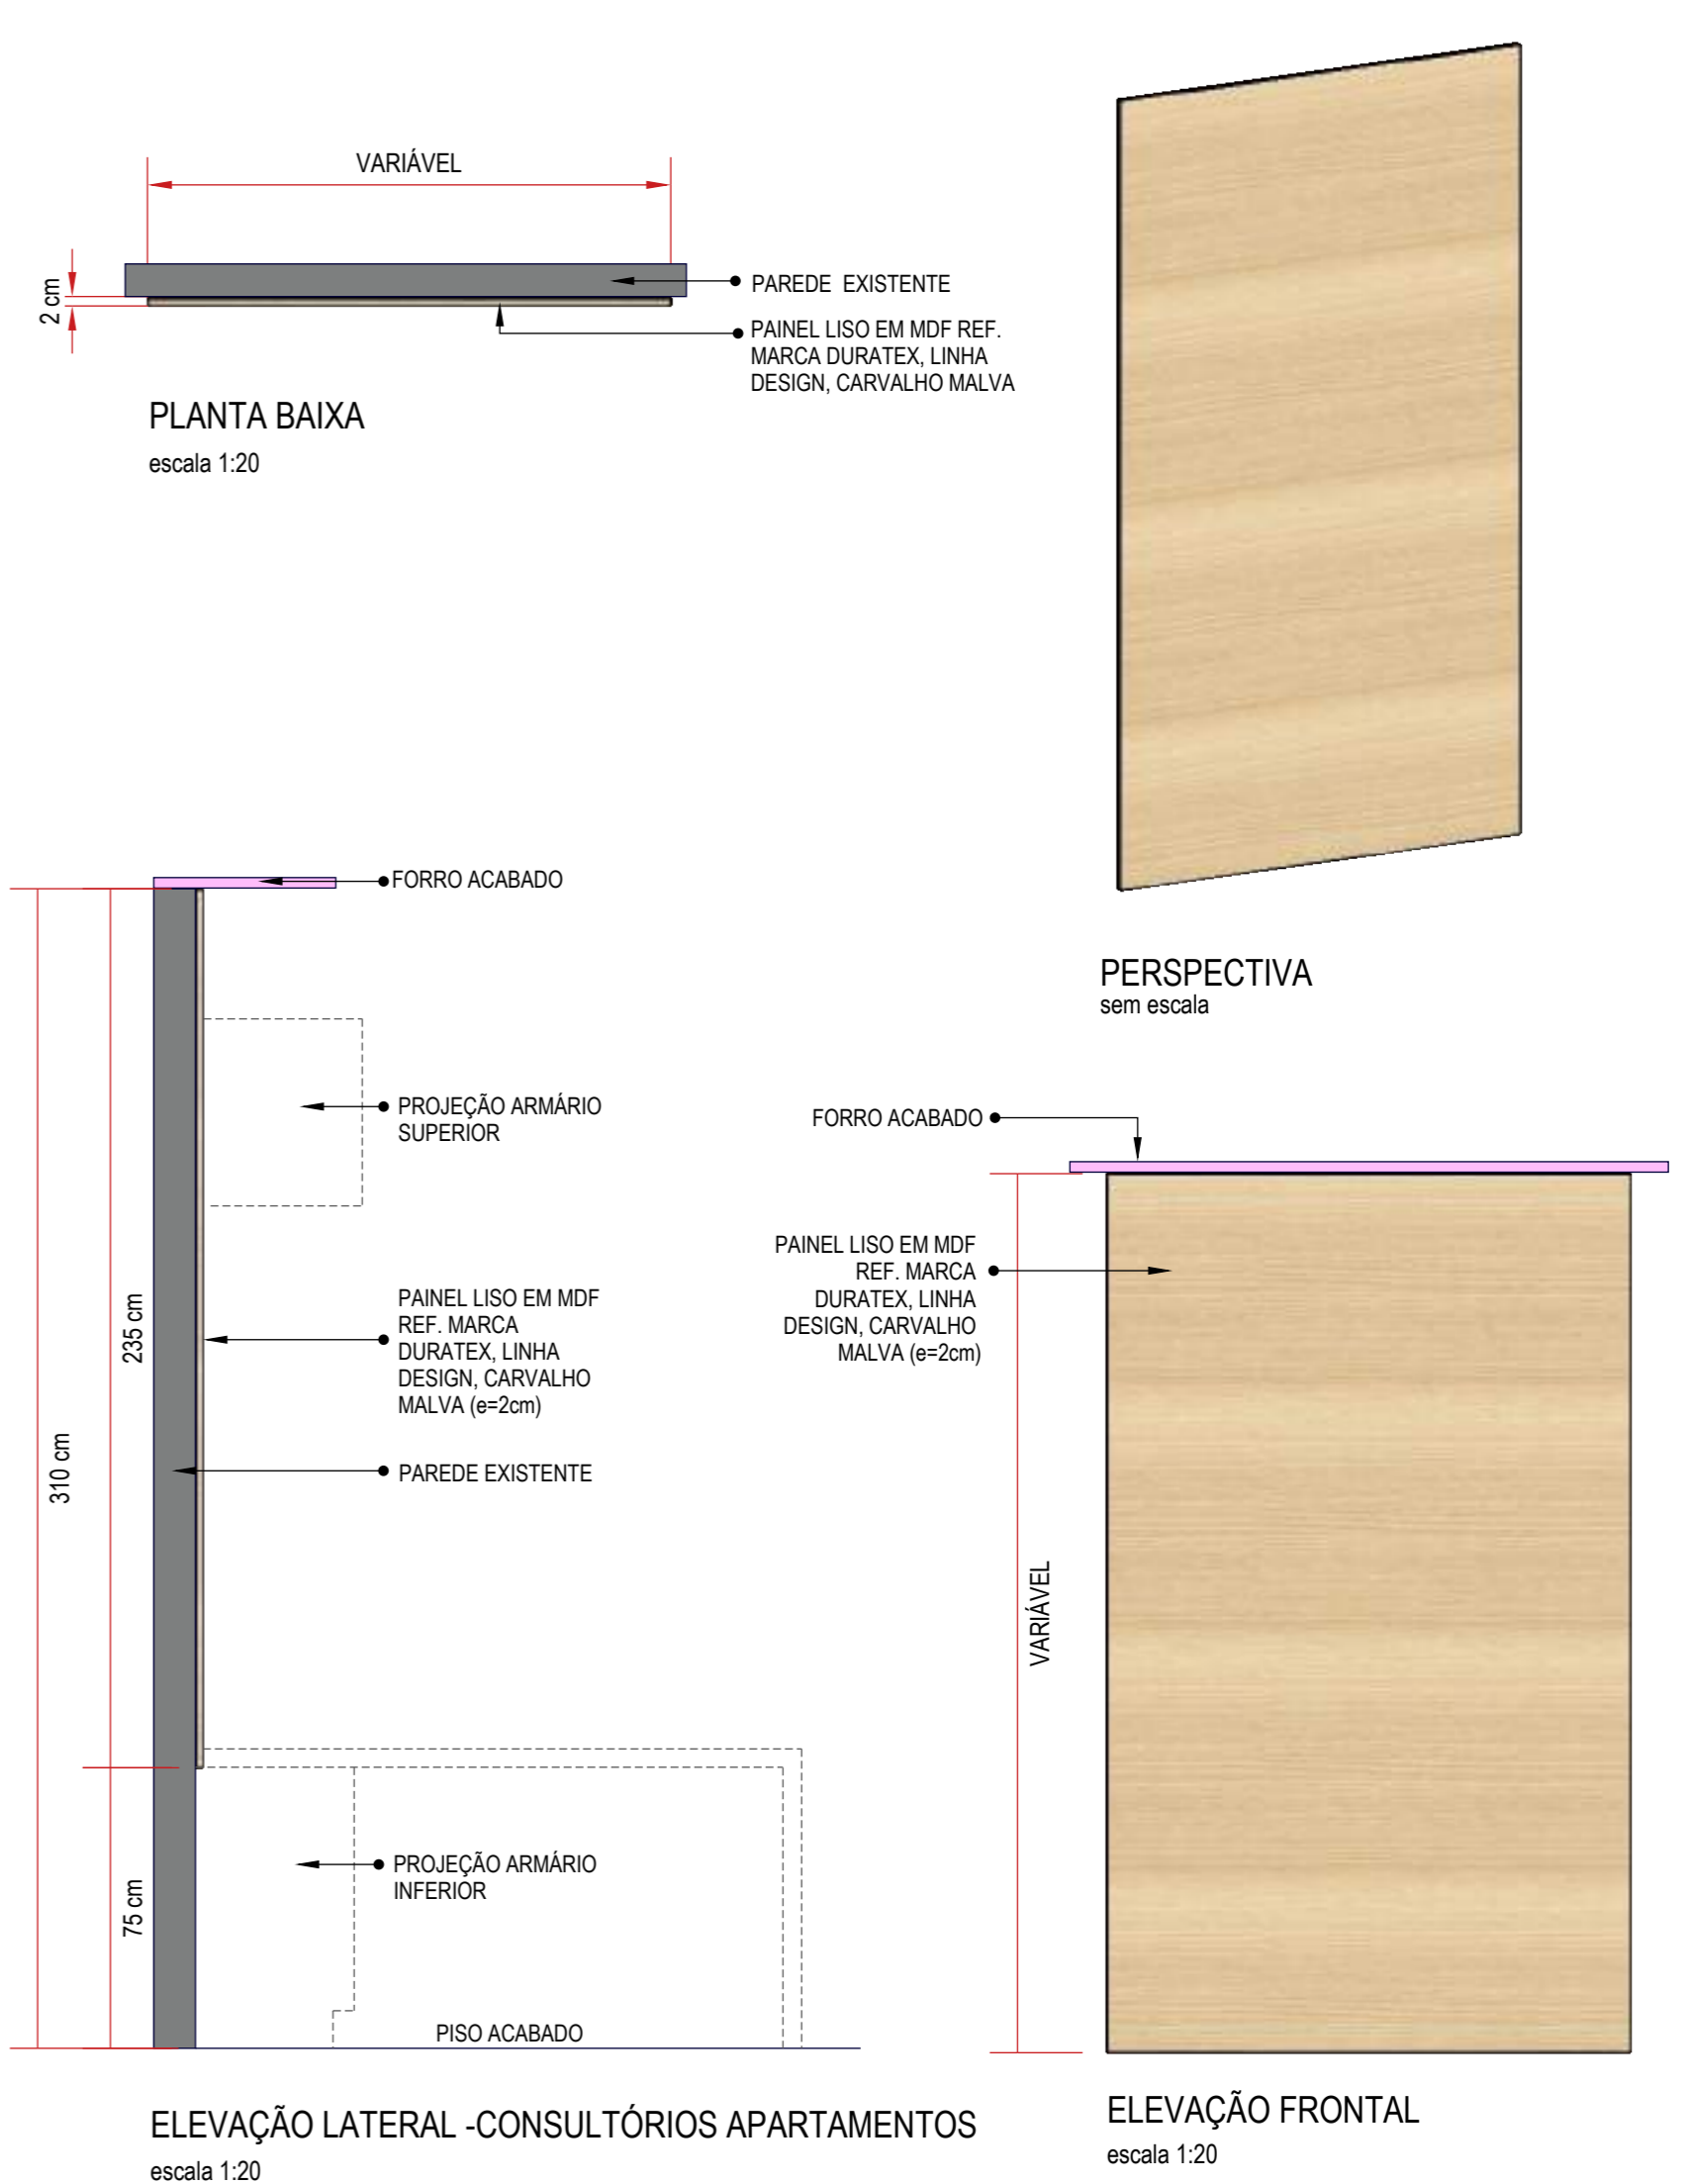 VARIÁVEL
2 cm
PAREDE  EXISTENTE
PAINEL LISO EM MDF REF.
MARCA DURATEX, LINHA
DESIGN, CARVALHO MALVA
PLANTA BAIXA
escala 1:20
PERSPECTIVA
sem escala
FORRO ACABADO
PROJEÇÃO ARMÁRIO
SUPERIOR
235 cm
310 cm
PAINEL LISO EM MDF
REF. MARCA
DURATEX, LINHA
DESIGN, CARVALHO
MALVA (e=2cm)
PAREDE EXISTENTE
75 cm
PROJEÇÃO ARMÁRIO
INFERIOR
PISO ACABADO
ELEVAÇÃO LATERAL -CONSULTÓRIOS APARTAMENTOS
escala 1:20
FORRO ACABADO
PAINEL LISO EM MDF
REF. MARCA
DURATEX, LINHA
DESIGN, CARVALHO
MALVA (e=2cm)
VARIÁVEL
ELEVAÇÃO FRONTAL
escala 1:20